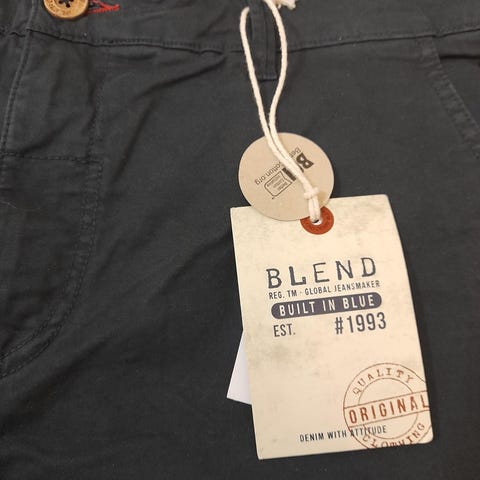 BLEND
REG. TM - GLOBAL JEANSMAKER
BUILT IN BLUE
EST. #1993
QUALITY
ORIGINAL
CLOTHING
DENIM WITH ATTITUDE